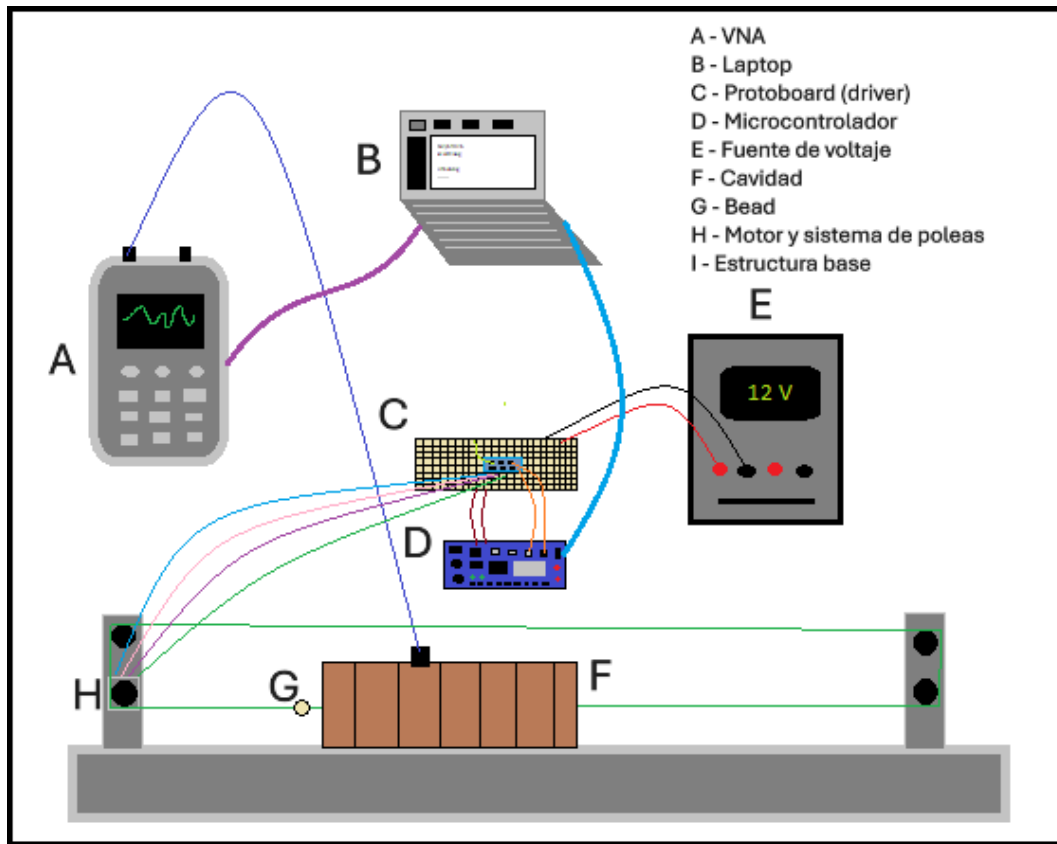 A - VNA
B - Laptop
C - Protoboard (driver)
D - Microcontrolador
E - Fuente de voltaje
F - Cavidad
G - Bead
H - Motor y sistema de poleas
I - Estructura base
B
E
A
12 V
C
D
F
G
H